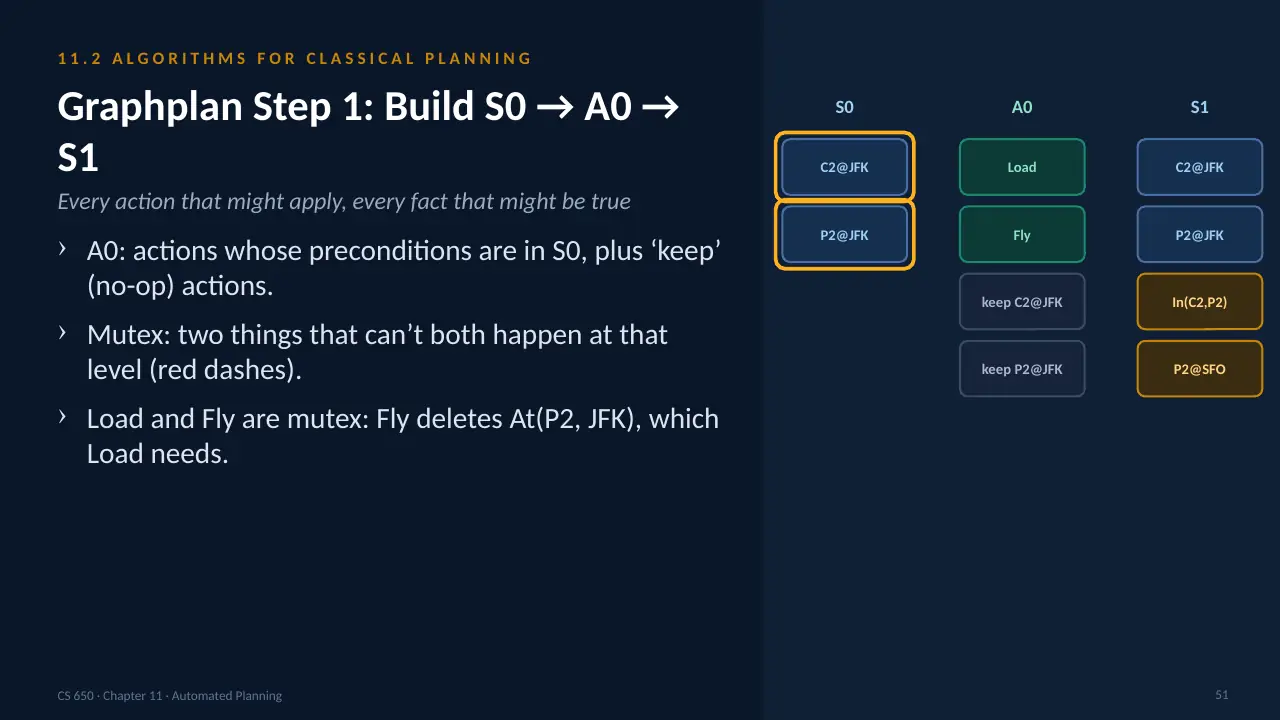 11.2 ALGORITHMS FOR CLASSICAL PLANNING
Graphplan Step 1: Build S0 → A0 →
S1
Every action that might apply, every fact that might be true
› A0: actions whose preconditions are in S0, plus ‘keep’
(no-op) actions.
› Mutex: two things that can’t both happen at that
level (red dashes).
› Load and Fly are mutex: Fly deletes At(P2, JFK), which
Load needs.
S0
C2@JFK
P2@JFK
A0
Load
Fly
keep C2@JFK
keep P2@JFK
S1
C2@JFK
P2@JFK
In(C2,P2)
P2@SFO
CS 650 · Chapter 11 · Automated Planning
51